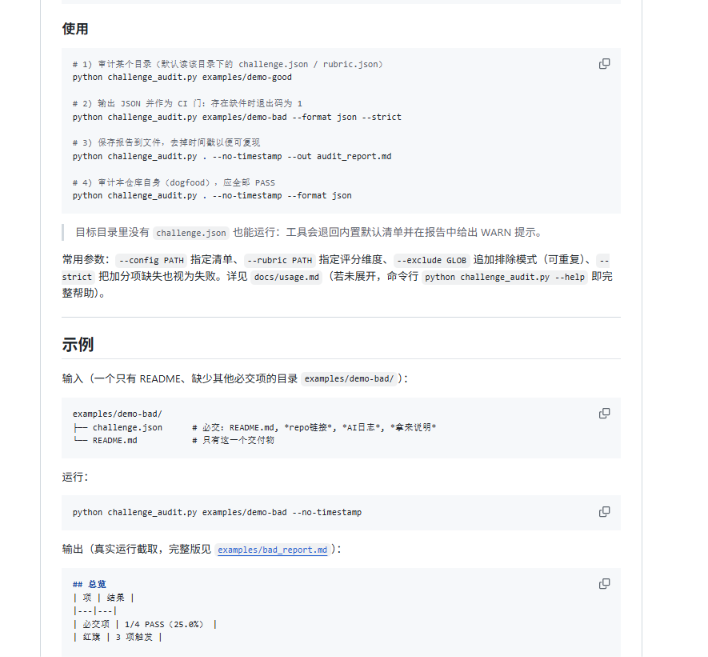 使用
# 1) 审计某个目录（默认读该目录下的 challenge.json / rubric.json）
python challenge_audit.py examples/demo-good
# 2) 输出 JSON 并作为 CI 门：存在缺件时退出码为 1
python challenge_audit.py examples/demo-bad --format json --strict
# 3) 保存报告到文件，去掉时间戳以便可复现
python challenge_audit.py . --no-timestamp --out audit_report.md
# 4) 审计本仓库自身（dogfood），应全部 PASS
python challenge_audit.py . --no-timestamp --format json
目标目录里没有 challenge.json 也能运行：工具会退回内置默认清单并在报告中给出 WARN 提示。
常用参数：--config PATH 指定清单、--rubric PATH 指定评分维度、--exclude GLOB 追加排除模式（可重复）、--
strict 把加分项缺失也视为失败。详见 docs/usage.md（若未展开，命令行 python challenge_audit.py --help 即完
整帮助）。
示例
输入（一个只有 README、缺少其他必交项的目录 examples/demo-bad/）：
examples/demo-bad/
├── challenge.json # 必交：README.md, *repo链接*, *AI日志*, *拿来说明*
└── README.md # 只有这一个交付物
运行：
python challenge_audit.py examples/demo-bad --no-timestamp
输出（真实运行截取，完整版见 examples/bad_report.md）：
## 总览
| 项 | 结果 |
|---|---|
| 必交项 | 1/4 PASS（25.0%） |
| 红旗 | 3 项触发 |